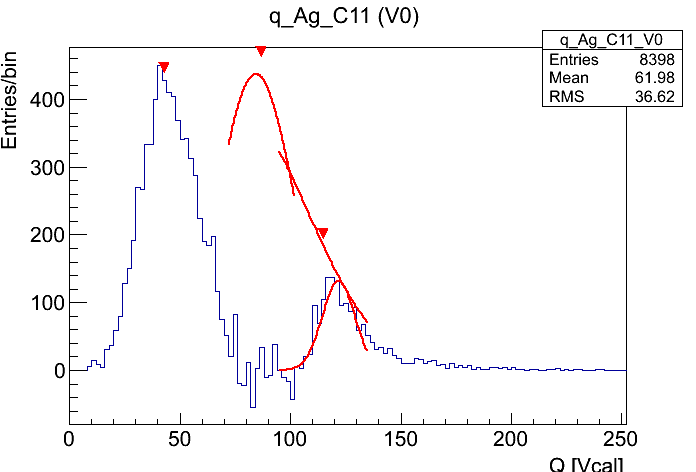 q_Ag_C11 (V0)
q_Ag_C11_V0
Entries 8398
Mean 61.98
RMS 36.62
Entries/bin
400
300
200
100
0
0 50 100 150 200 250
Q [Vcal]